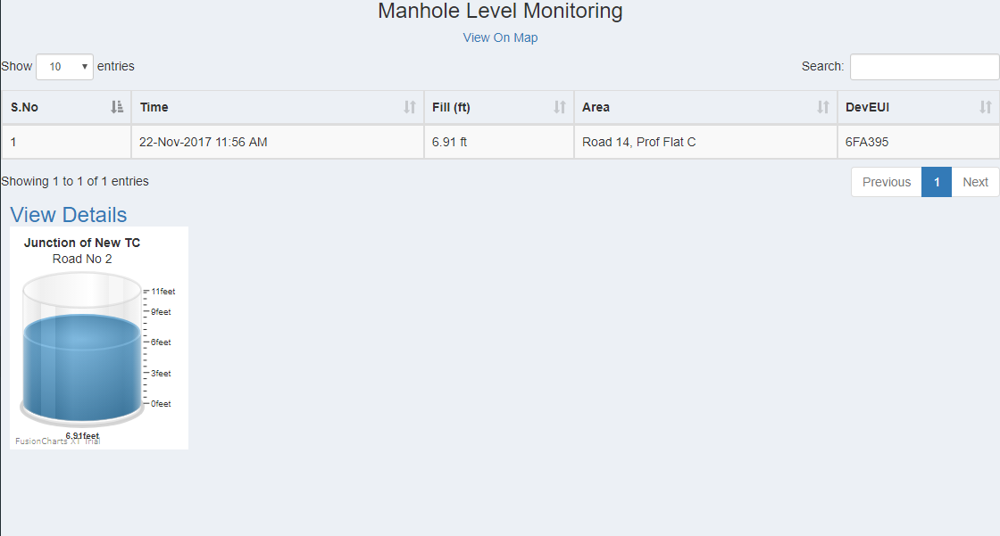 Manhole Level Monitoring
View On Map
Show 10 entries Search:
S.No Time Fill (ft) Area DevEUI
1 22-Nov-2017 11:56 AM 6.91 ft Road 14, Prof Flat C 6FA395
Showing 1 to 1 of 1 entries Previous 1 Next
View Details
Junction of New TC
Road No 2
11feet
9feet
6feet
3feet
0feet
6.91feet
FusionCharts XT Trial